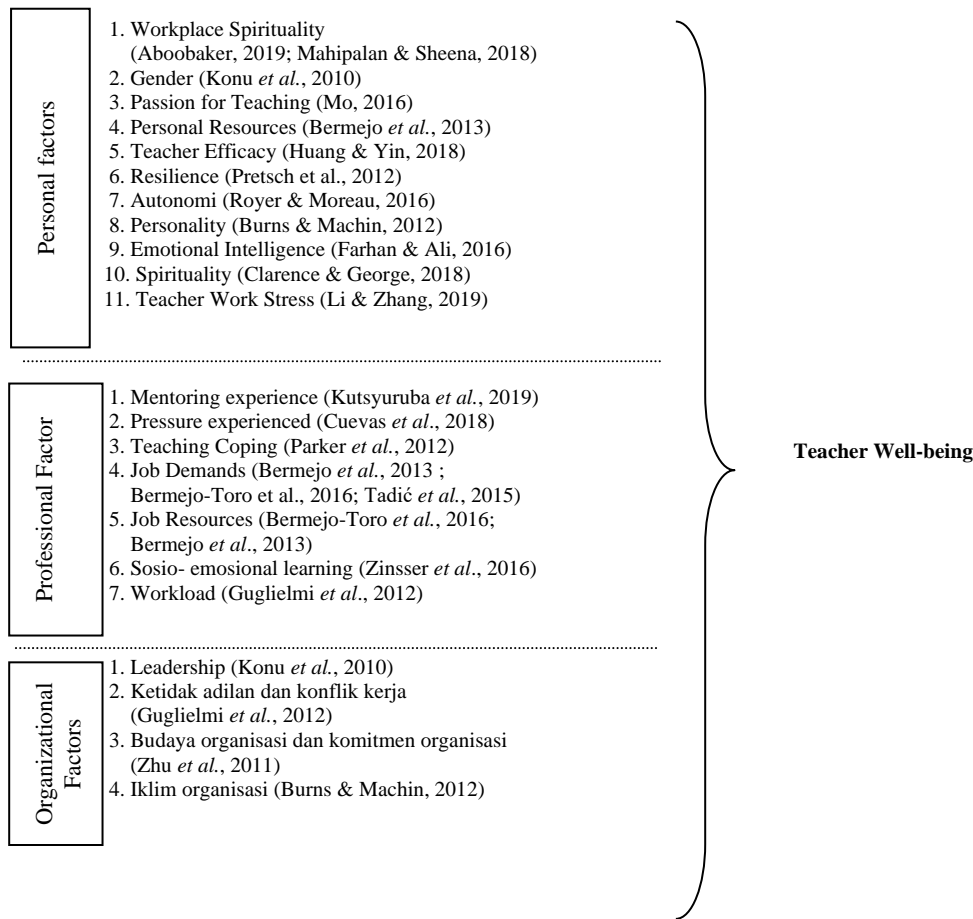 Personal factors
1. Workplace Spirituality
(Aboobaker, 2019; Mahipalan & Sheena, 2018)
2. Gender (Konu et al., 2010)
3. Passion for Teaching (Mo, 2016)
4. Personal Resources (Bermejo et al., 2013)
5. Teacher Efficacy (Huang & Yin, 2018)
6. Resilience (Pretsch et al., 2012)
7. Autonomi (Royer & Moreau, 2016)
8. Personality (Burns & Machin, 2012)
9. Emotional Intelligence (Farhan & Ali, 2016)
10. Spirituality (Clarence & George, 2018)
11. Teacher Work Stress (Li & Zhang, 2019)
Professional Factor
1. Mentoring experience (Kutsyuruba et al., 2019)
2. Pressure experienced (Cuevas et al., 2018)
3. Teaching Coping (Parker et al., 2012)
4. Job Demands (Bermejo et al., 2013 ;
Bermejo-Toro et al., 2016; Tadić et al., 2015)
5. Job Resources (Bermejo-Toro et al., 2016;
Bermejo et al., 2013)
6. Sosio- emosional learning (Zinsser et al., 2016)
7. Workload (Guglielmi et al., 2012)
Organizational
Factors
1. Leadership (Konu et al., 2010)
2. Ketidak adilan dan konflik kerja
(Guglielmi et al., 2012)
3. Budaya organisasi dan komitmen organisasi
(Zhu et al., 2011)
4. Iklim organisasi (Burns & Machin, 2012)
Teacher Well-being